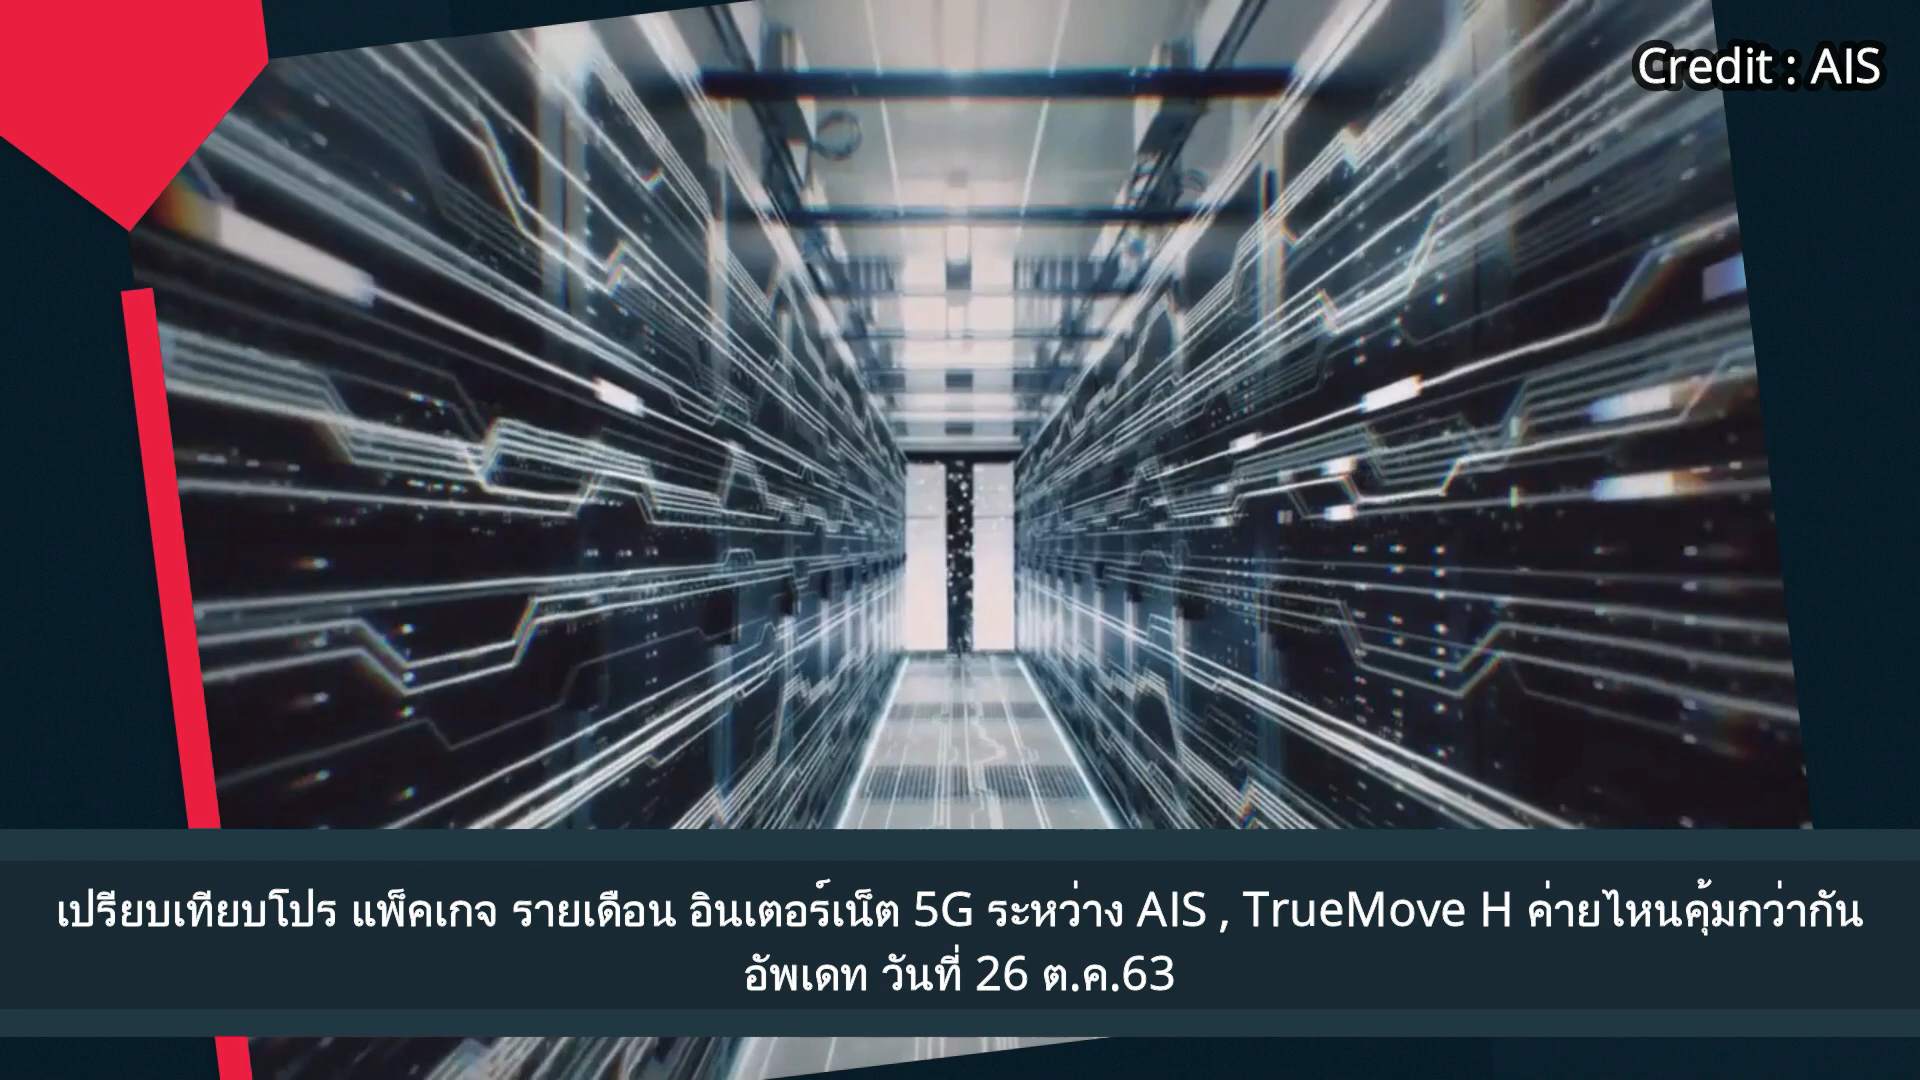 Credit : AIS
เปรียบเทียบโปร แพ็คเกจ รายเดือน อินเตอร์เน็ต 5G ระหว่าง AIS , TrueMove H ค่ายไหนคุ้มกว่ากัน
อัพเดท วันที่ 26 ต.ค.63